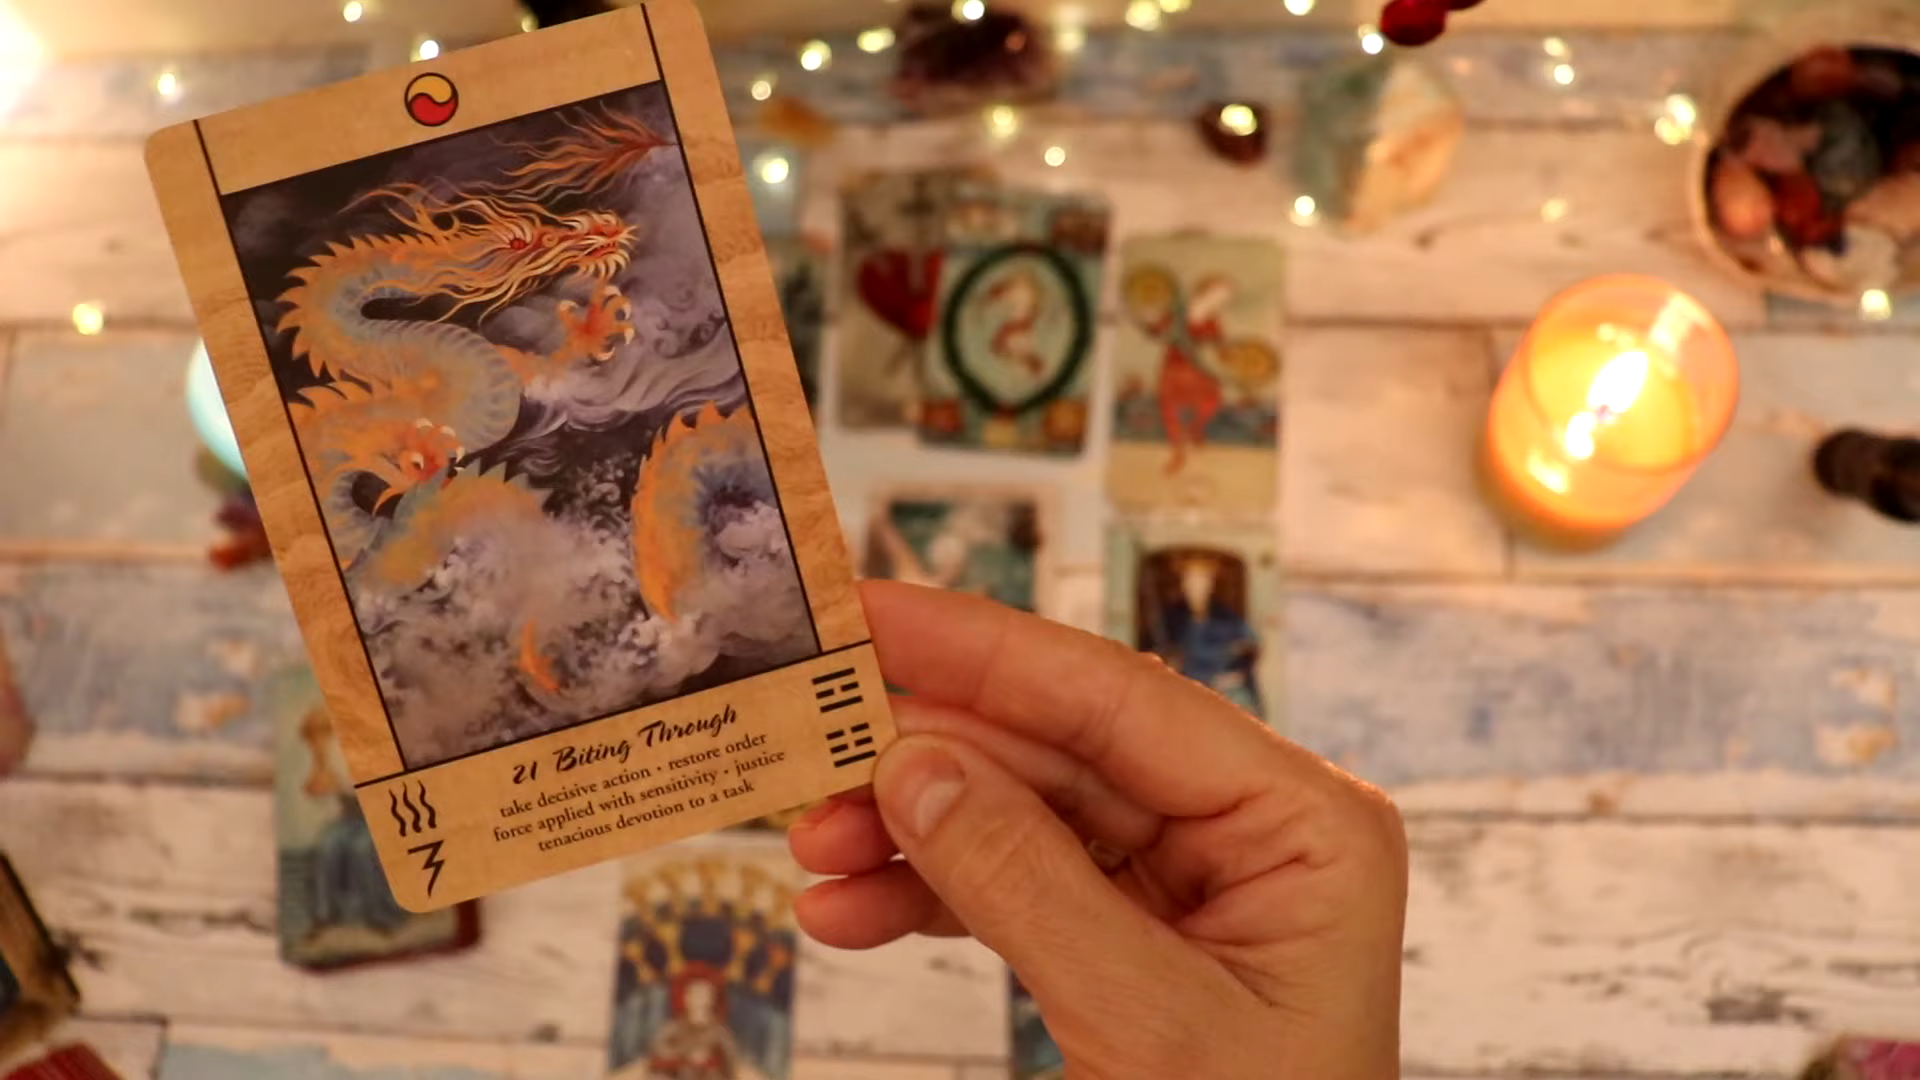 21 Biting Through
take decisive action • restore order
force applied with sensitivity • justice
tenacious devotion to a task